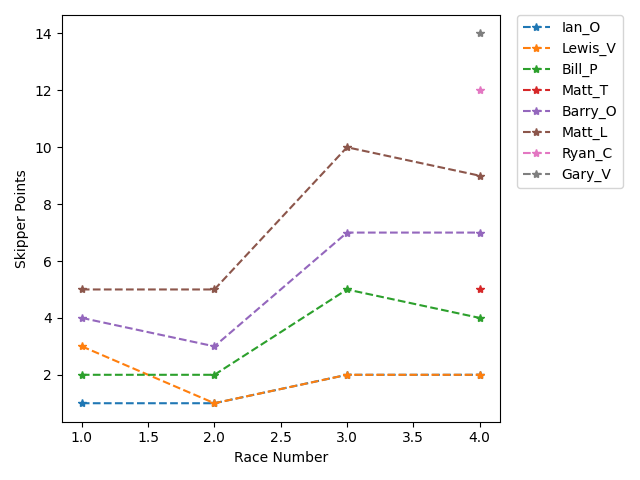 14
12
10
8
6
4
2
Skipper Points
1.0 1.5 2.0 2.5 3.0 3.5 4.0
Race Number
Ian_O
Lewis_V
Bill_P
Matt_T
Barry_O
Matt_L
Ryan_C
Gary_V